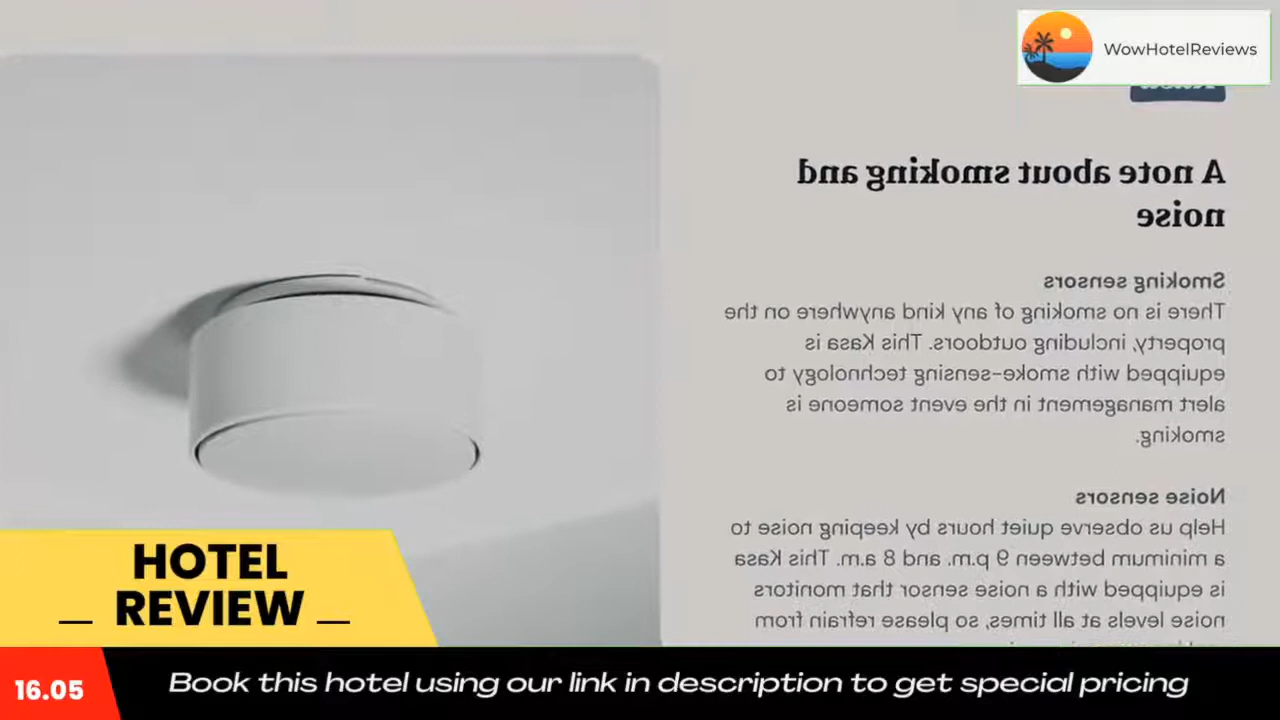 WowHotelReviews
A note about smoking and
noise
Smoking sensors
There is no smoking of any kind anywhere on the
property, including outdoors. This Kasa is
equipped with smoke-sensing technology to
alert management in the event someone is
smoking.
Noise sensors
Help us observe quiet hours by keeping noise to
a minimum between 9 p.m. and 8 a.m. This Kasa
is equipped with a noise sensor that monitors
noise levels at all times, so please refrain from
HOTEL
REVIEW
16.05
Book this hotel using our link in description to get special pricing